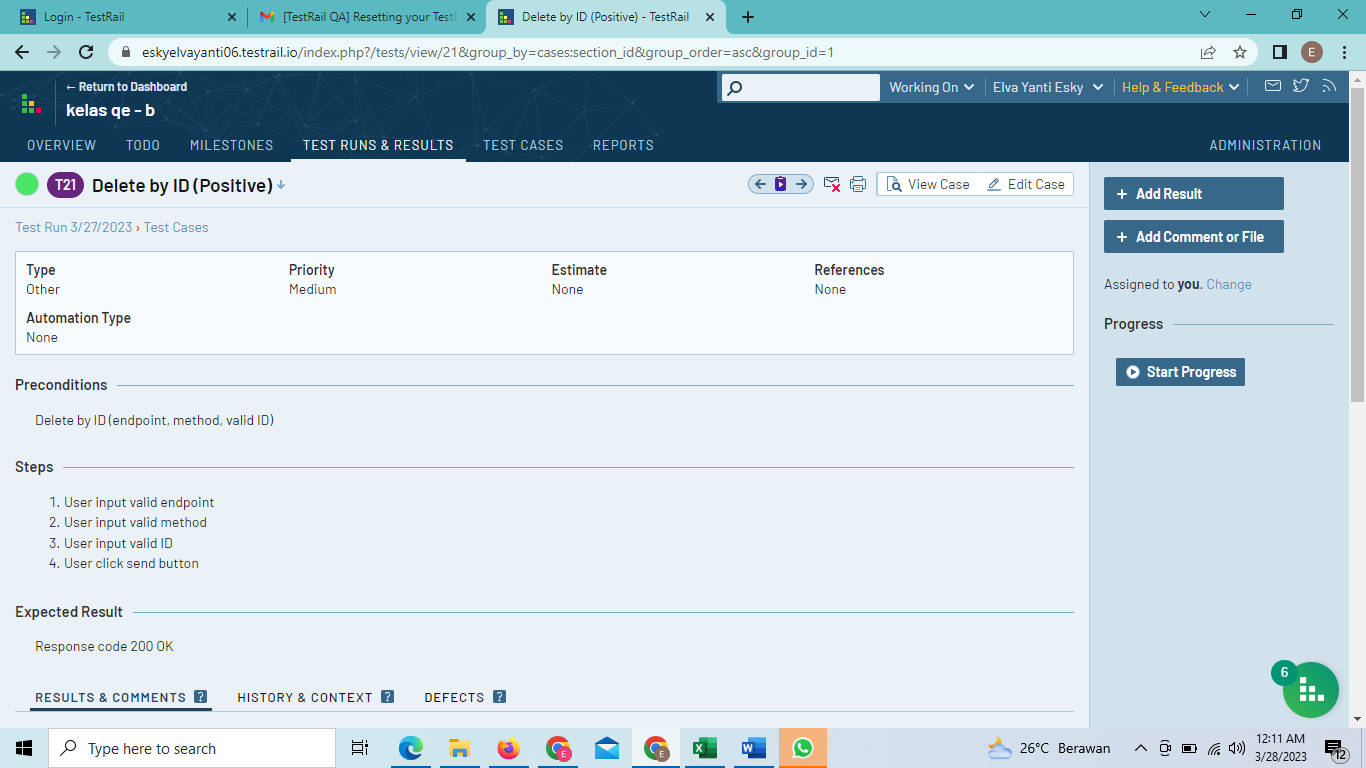 Login - TestRail
[TestRail QA] Resetting your TestR
Delete by ID (Positive) - TestRail
eskyelvayanti06.testrail.io/index.php?/tests/view/21&group_by=cases:section_id&group_order=asc&group_id=1
E
← Return to Dashboard
kelas qe - b
Working On
Elva Yanti Esky
Help & Feedback
OVERVIEW
TODO
MILESTONES
TEST RUNS & RESULTS
TEST CASES
REPORTS
ADMINISTRATION
T21
Delete by ID (Positive)
View Case
Edit Case
+ Add Result
+ Add Comment or File
Test Run 3/27/2023 › Test Cases
Type
Other
Priority
Medium
Estimate
None
References
None
Automation Type
None
Assigned to you. Change
Progress
Start Progress
Preconditions
Delete by ID (endpoint, method, valid ID)
Steps
1. User input valid endpoint
2. User input valid method
3. User input valid ID
4. User click send button
Expected Result
Response code 200 OK
RESULTS & COMMENTS ?
HISTORY & CONTEXT ?
DEFECTS ?
6
Type here to search
E
E
26°C Berawan
12:11 AM
3/28/2023
12